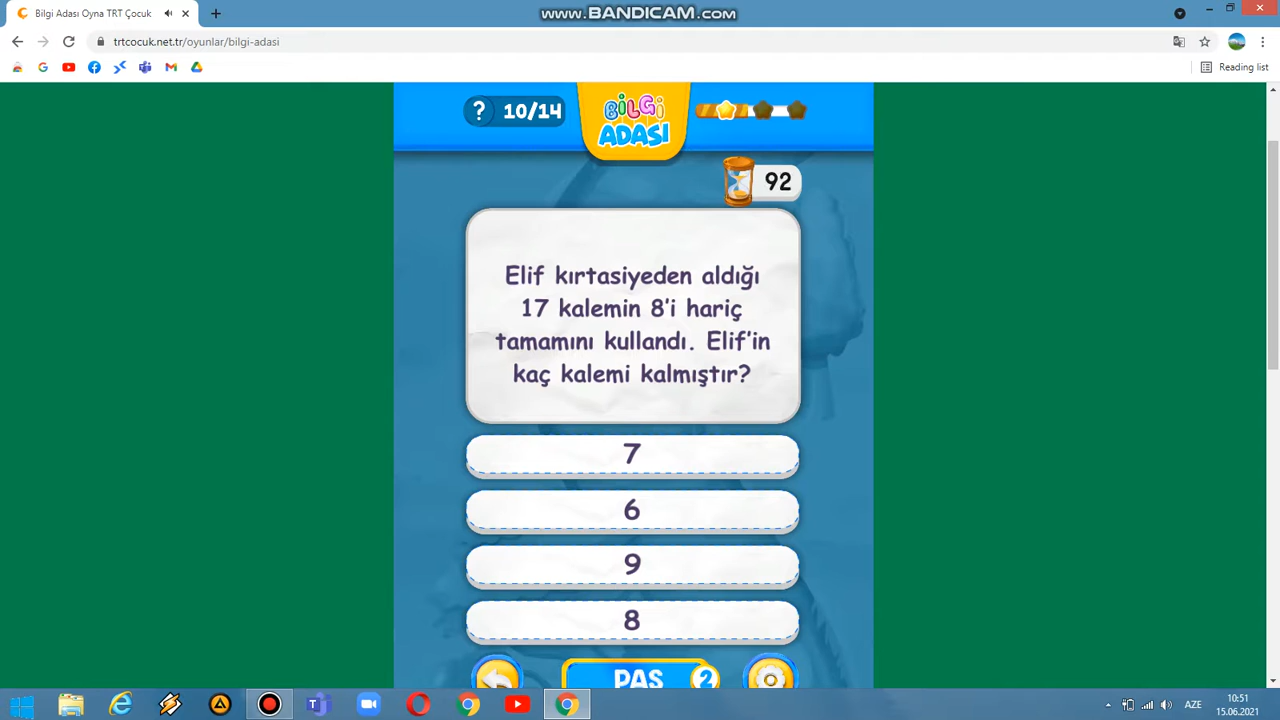 Bilgi Adası Oyna TRT Çocuk
www.BANDICAM.com
trtcocuk.net.tr/oyunlar/bilgi-adasi
Reading list
? 10/14
BiLGi
ADASI
92
Elif kırtasiyeden aldığı
17 kalemin 8'i hariç
tamamını kullandı. Elif'in
kaç kalemi kalmıştır?
7
6
9
8
PAS 2
AZE
10:51
15.06.2021